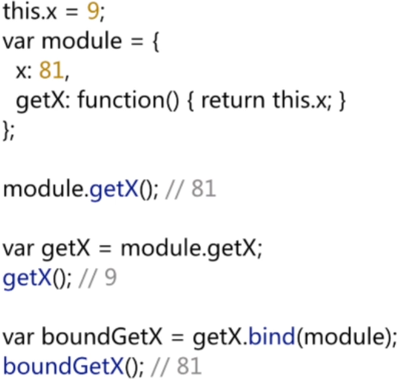 this.x = 9;
var module = {
x: 81,
getX: function() { return this.x; }
};
module.getX(); // 81
var getX = module.getX;
getX(); // 9
var boundGetX = getX.bind(module);
boundGetX(); // 81